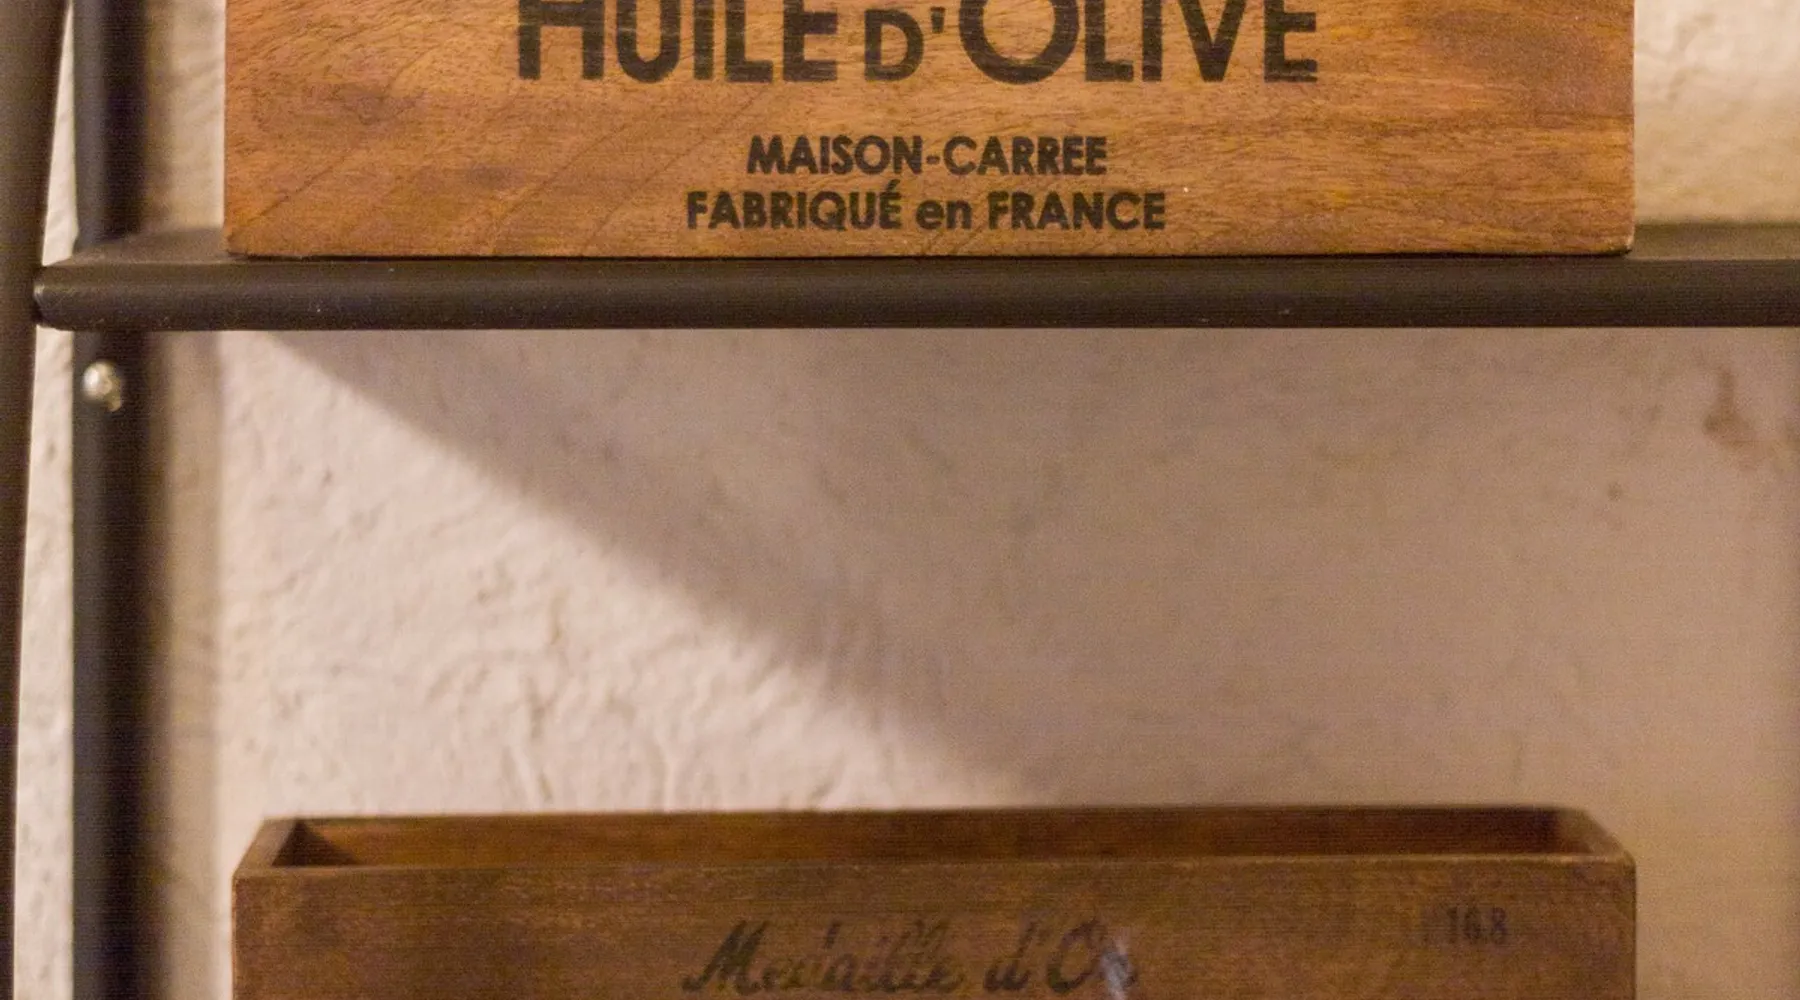 HUILE D'OLIVE
MAISON-CARREE
FABRIQUÉ en FRANCE
Medaille d'Or
168